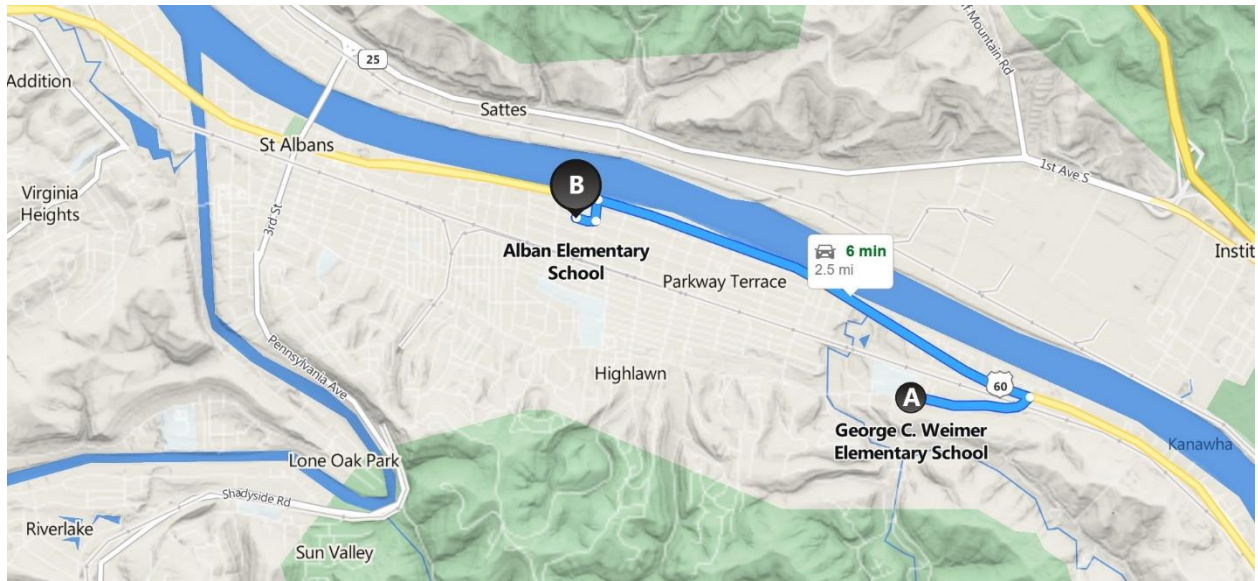 25
of Mountain Rd
Addition
Sattes
St Albans
1st Ave S
Virginia
Heights
3rd St
B
Alban Elementary
School
6 min
2.5 mi
Instit
Parkway Terrace
Pennsylvania Ave
Highlawn
60
A
George C. Weimer
Elementary School
Kanawha
Lone Oak Park
Shadyside Rd
Riverlake
Sun Valley